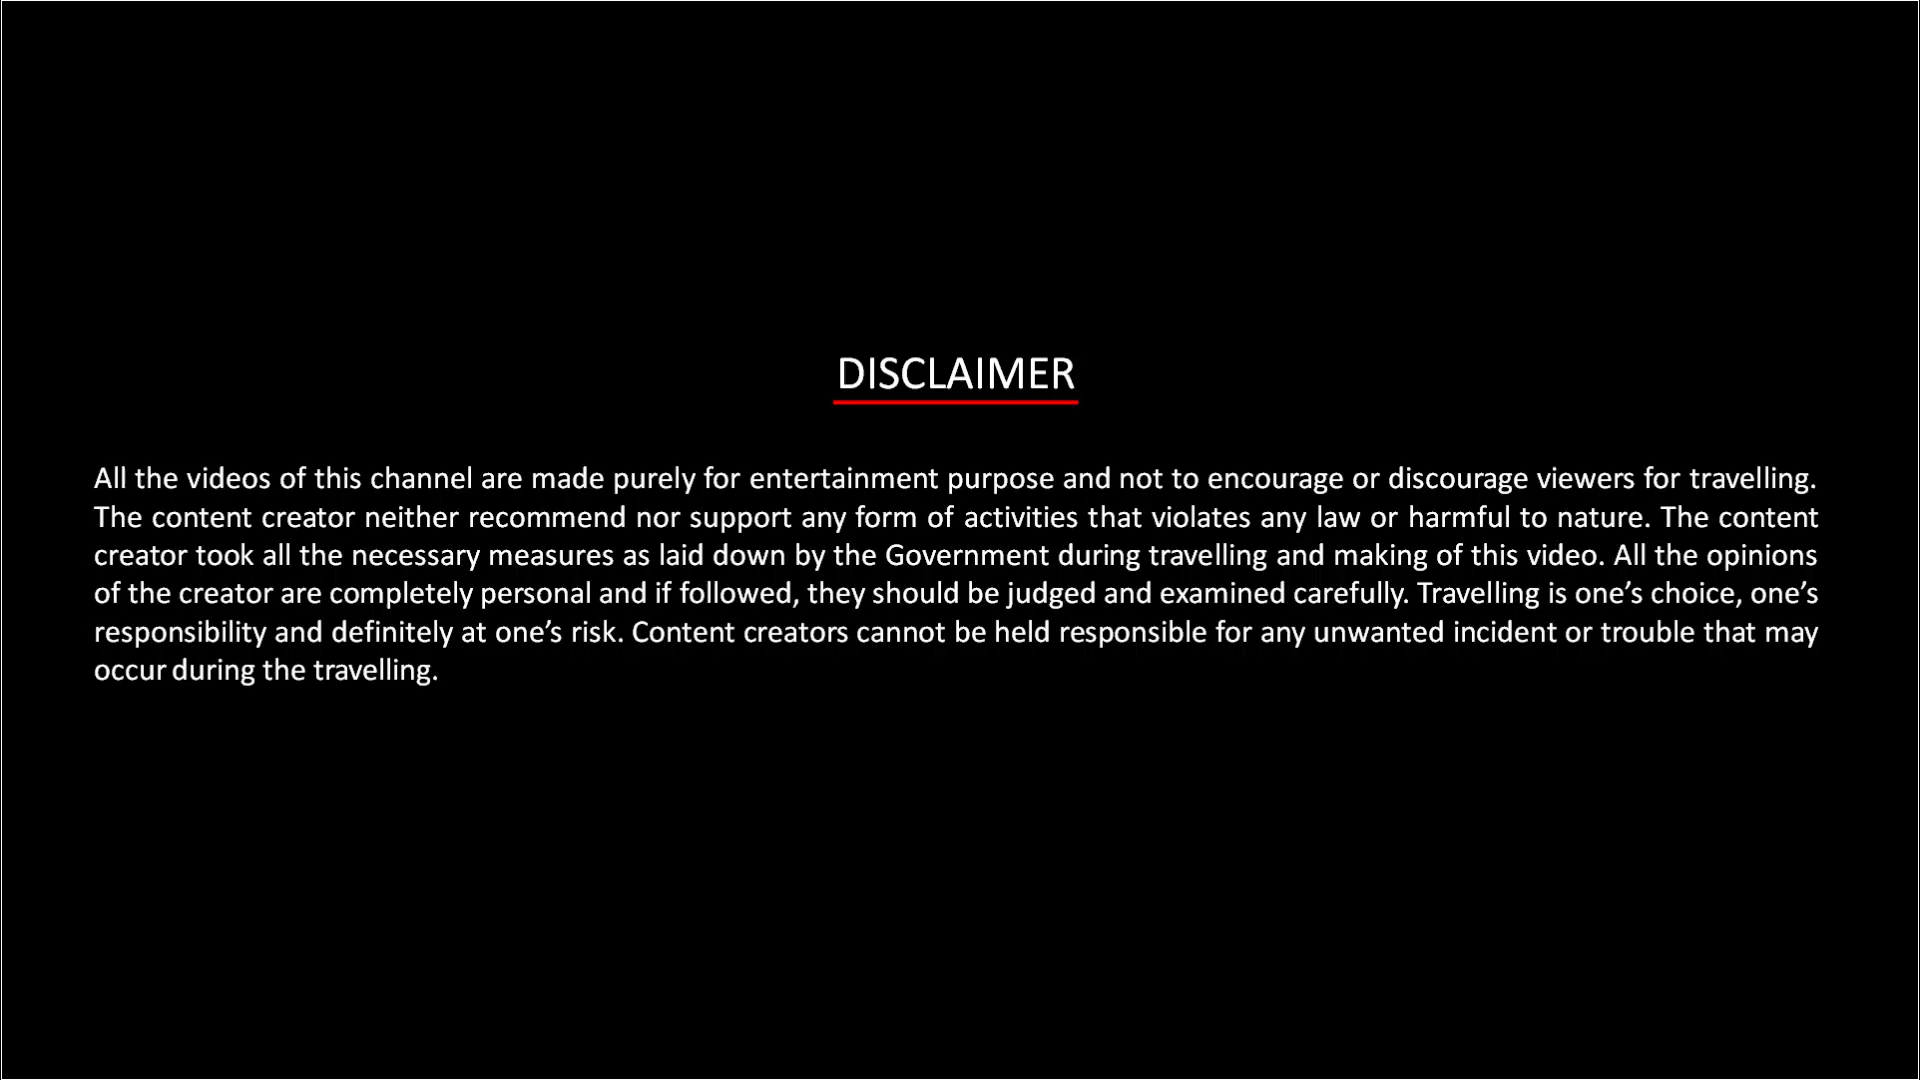 DISCLAIMER
All the videos of this channel are made purely for entertainment purpose and not to encourage or discourage viewers for travelling.
The content creator neither recommend nor support any form of activities that violates any law or harmful to nature. The content
creator took all the necessary measures as laid down by the Government during travelling and making of this video. All the opinions
of the creator are completely personal and if followed, they should be judged and examined carefully. Travelling is one’s choice, one’s
responsibility and definitely at one’s risk. Content creators cannot be held responsible for any unwanted incident or trouble that may
occur during the travelling.